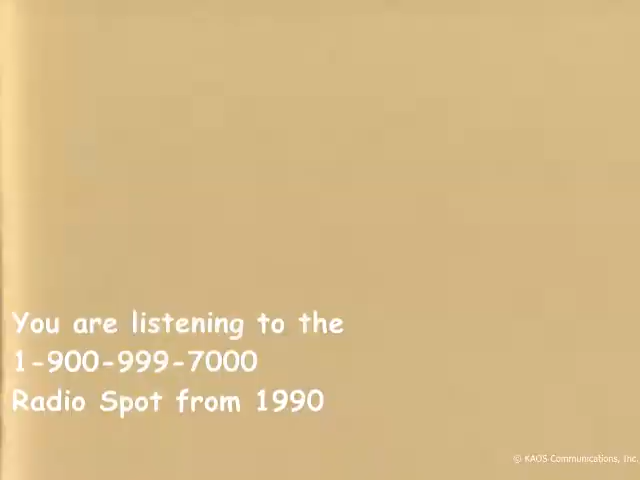 You are listening to the
1-900-999-7000
Radio Spot from 1990
© KAOS Communications, Inc.